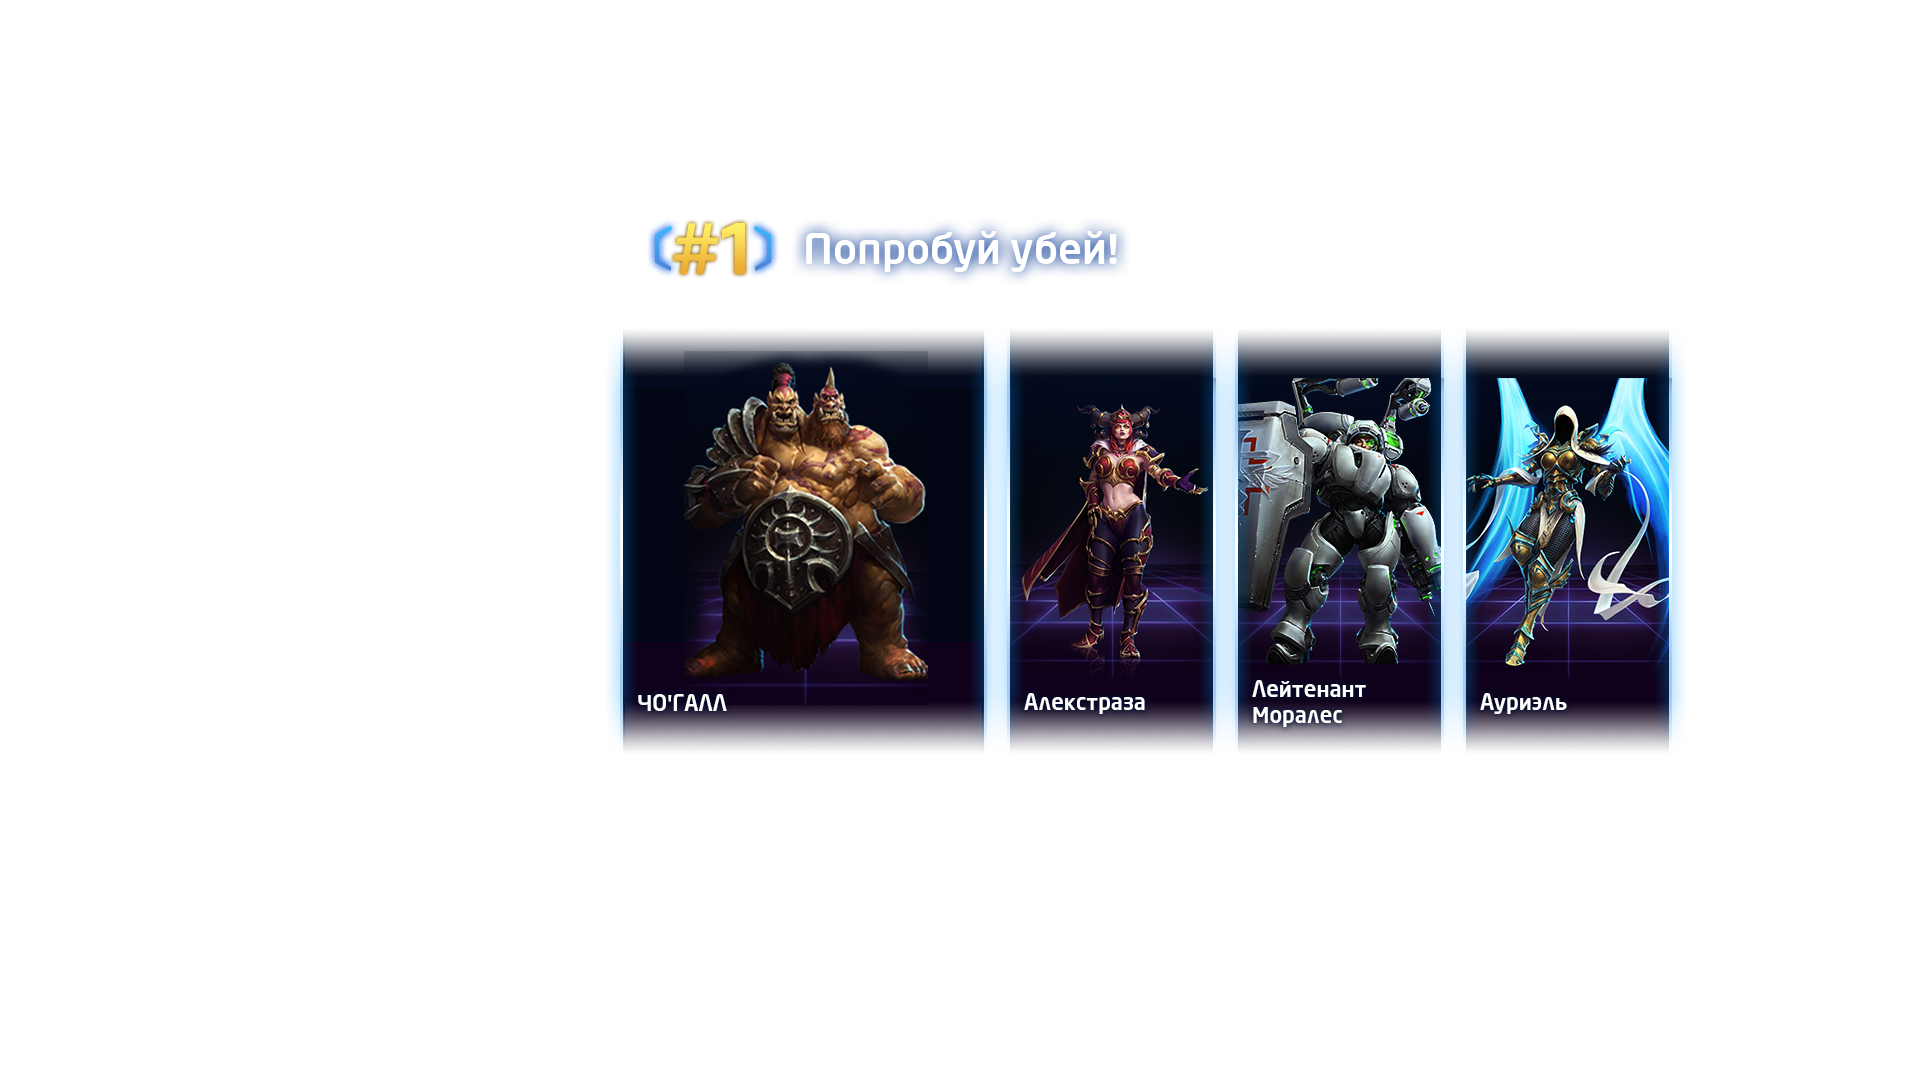 #1 Попробуй убей!
ЧО'ГАЛЛ
Алекстраза
Лейтенант
Моралес
Ауриэль